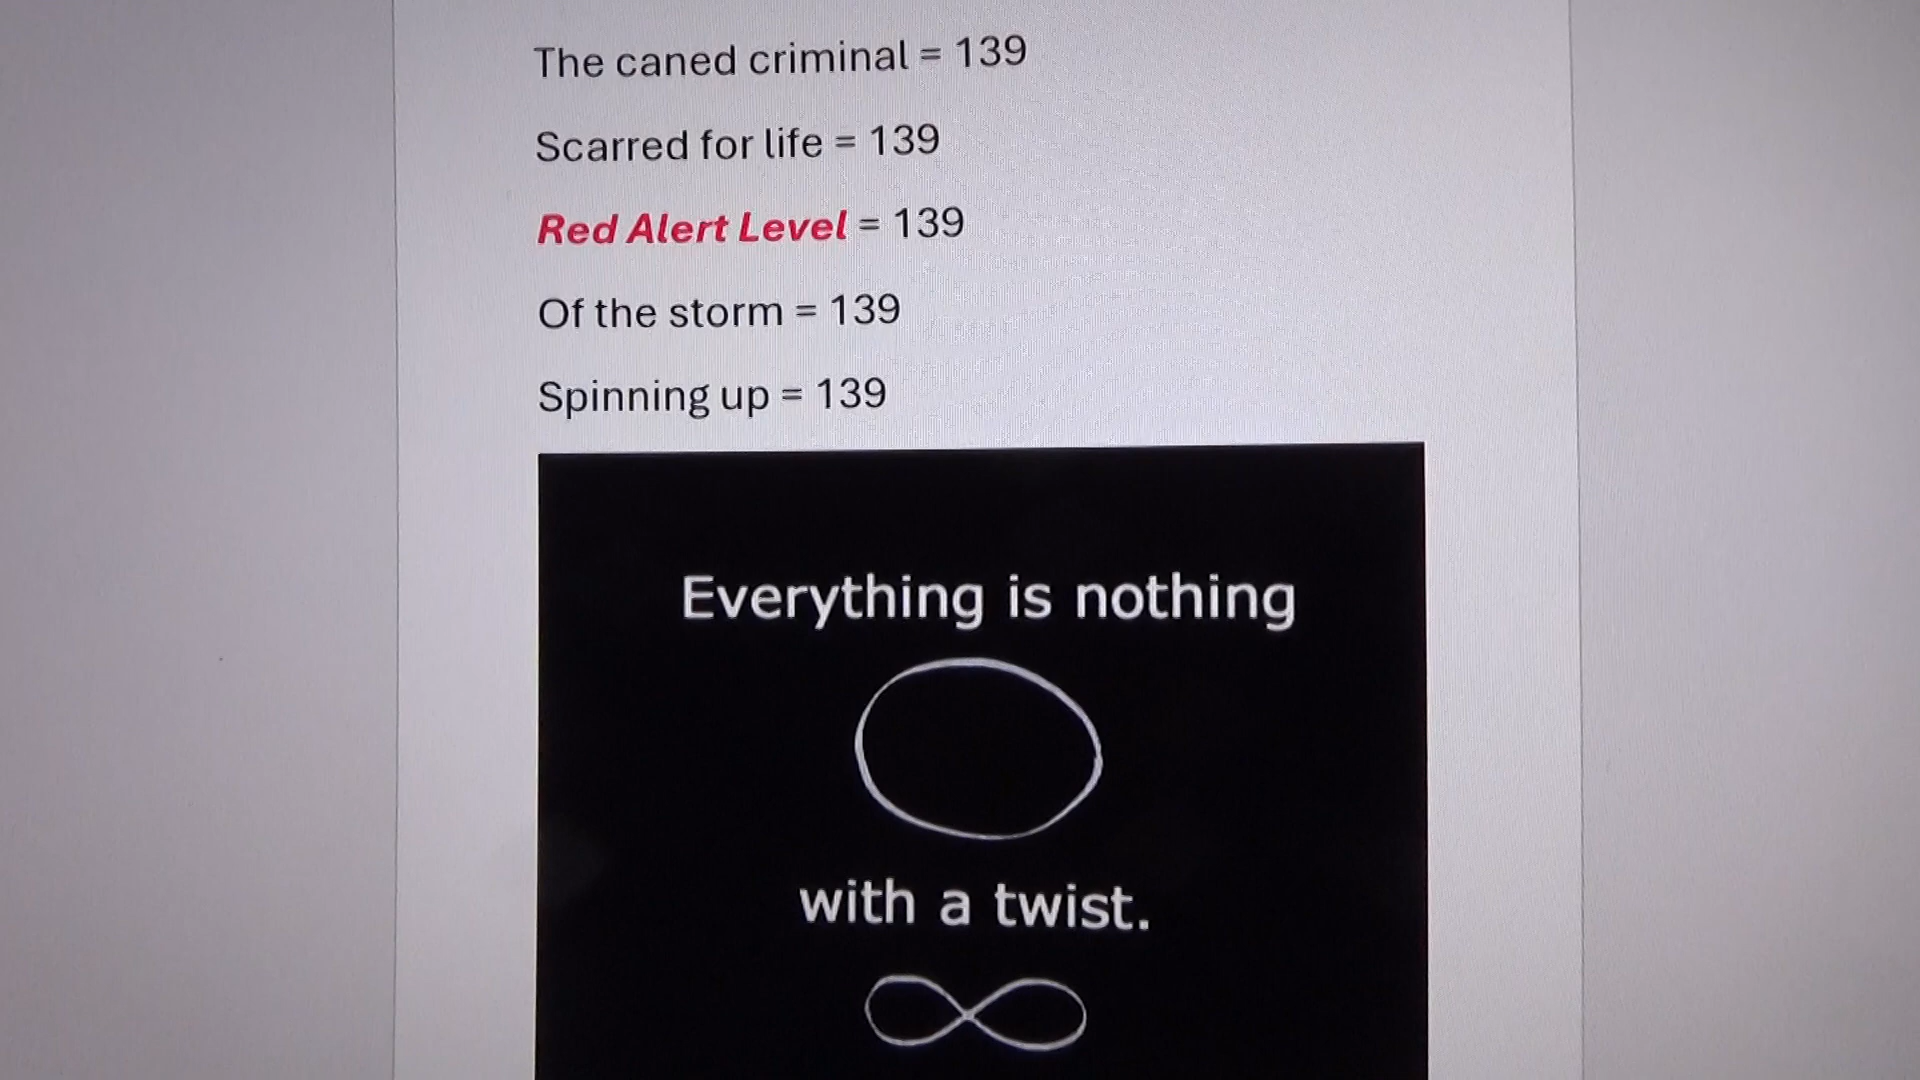 The caned criminal = 139
Scarred for life = 139
Red Alert Level = 139
Of the storm = 139
Spinning up = 139
Everything is nothing
with a twist.